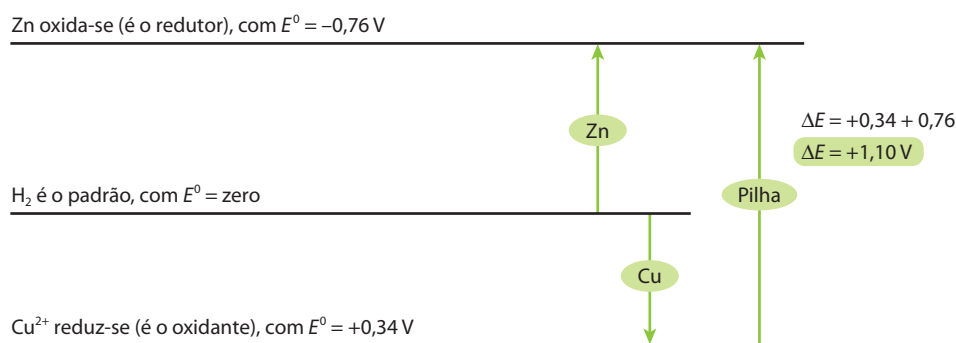 Zn oxida-se (é o redutor), com E⁰ = –0,76 V
Zn
ΔE = +0,34 + 0,76
ΔE = +1,10 V
H₂ é o padrão, com E⁰ = zero
Pilha
Cu
Cu²⁺ reduz-se (é o oxidante), com E⁰ = +0,34 V